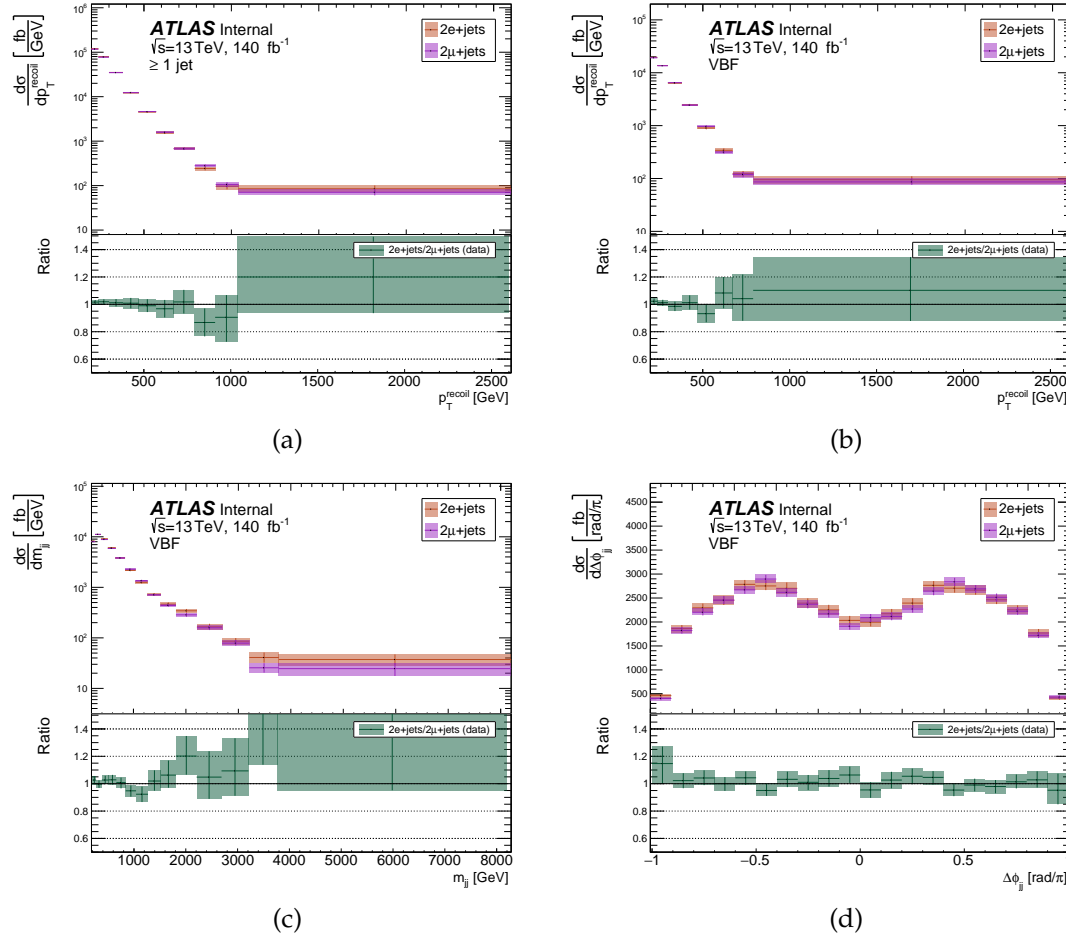 ATLAS Internal
√s=13 TeV, 140 fb⁻¹
≥ 1 jet
2e+jets
2μ+jets
dσ/dp_T^recoil [fb/GeV]
10⁵
10⁴
10³
10²
10
Ratio
2e+jets/2μ+jets (data)
1.4
1.2
1
0.8
0.6
500 1000 1500 2000 2500
p_T^recoil [GeV]
(a)
ATLAS Internal
√s=13 TeV, 140 fb⁻¹
VBF
2e+jets
2μ+jets
dσ/dp_T^recoil [fb/GeV]
10⁵
10⁴
10³
10²
10
Ratio
2e+jets/2μ+jets (data)
1.4
1.2
1
0.8
0.6
500 1000 1500 2000 2500
p_T^recoil [GeV]
(b)
ATLAS Internal
√s=13 TeV, 140 fb⁻¹
VBF
2e+jets
2μ+jets
dσ/dm_jj [fb/GeV]
10⁵
10⁴
10³
10²
10
Ratio
2e+jets/2μ+jets (data)
1.4
1.2
1
0.8
0.6
1000 2000 3000 4000 5000 6000 7000 8000
m_jj [GeV]
(c)
ATLAS Internal
√s=13 TeV, 140 fb⁻¹
VBF
2e+jets
2μ+jets
dσ/dΔϕ_jj [fb/rad/π]
4500
4000
3500
3000
2500
2000
1500
1000
500
Ratio
2e+jets/2μ+jets (data)
1.4
1.2
1
0.8
0.6
−1 −0.5 0 0.5 1
Δϕ_jj [rad/π]
(d)